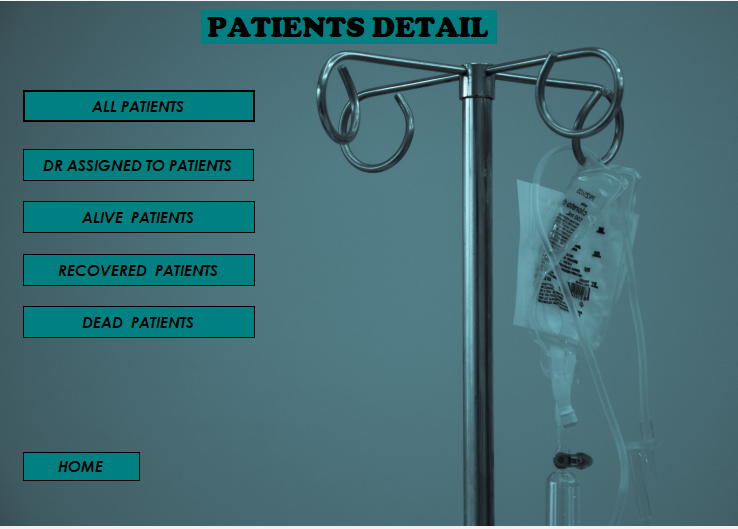 PATIENTS DETAIL
ALL PATIENTS
DR ASSIGNED TO PATIENTS
ALIVE PATIENTS
RECOVERED PATIENTS
DEAD PATIENTS
HOME